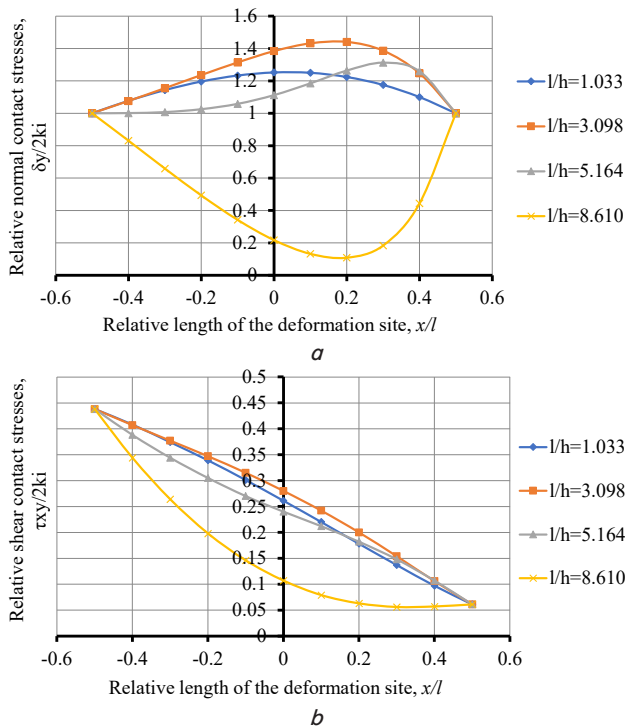 Relative normal contact stresses,
δy/2ki
1.6
1.4
1.2
1
0.8
0.6
0.4
0.2
0
-0.6
-0.4
-0.2
0
0.2
0.4
0.6
l/h=1.033
l/h=3.098
l/h=5.164
l/h=8.610
Relative length of the deformation site, x/l
a
Relative shear contact stresses,
τxy/2ki
0.5
0.45
0.4
0.35
0.3
0.25
0.2
0.15
0.1
0.05
0
-0.6
-0.4
-0.2
0
0.2
0.4
0.6
l/h=1.033
l/h=3.098
l/h=5.164
l/h=8.610
Relative length of the deformation site, x/l
b